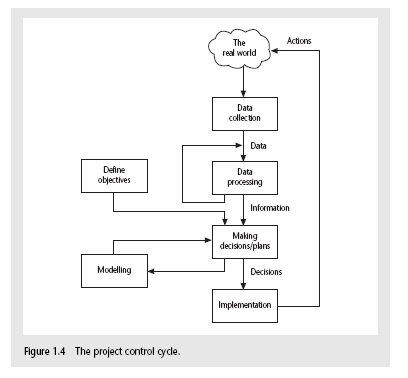 The
real world
Actions
Data
collection
Data
Define
objectives
Data
processing
Information
Making
decisions/plans
Modelling
Decisions
Implementation
Figure 1.4 The project control cycle.